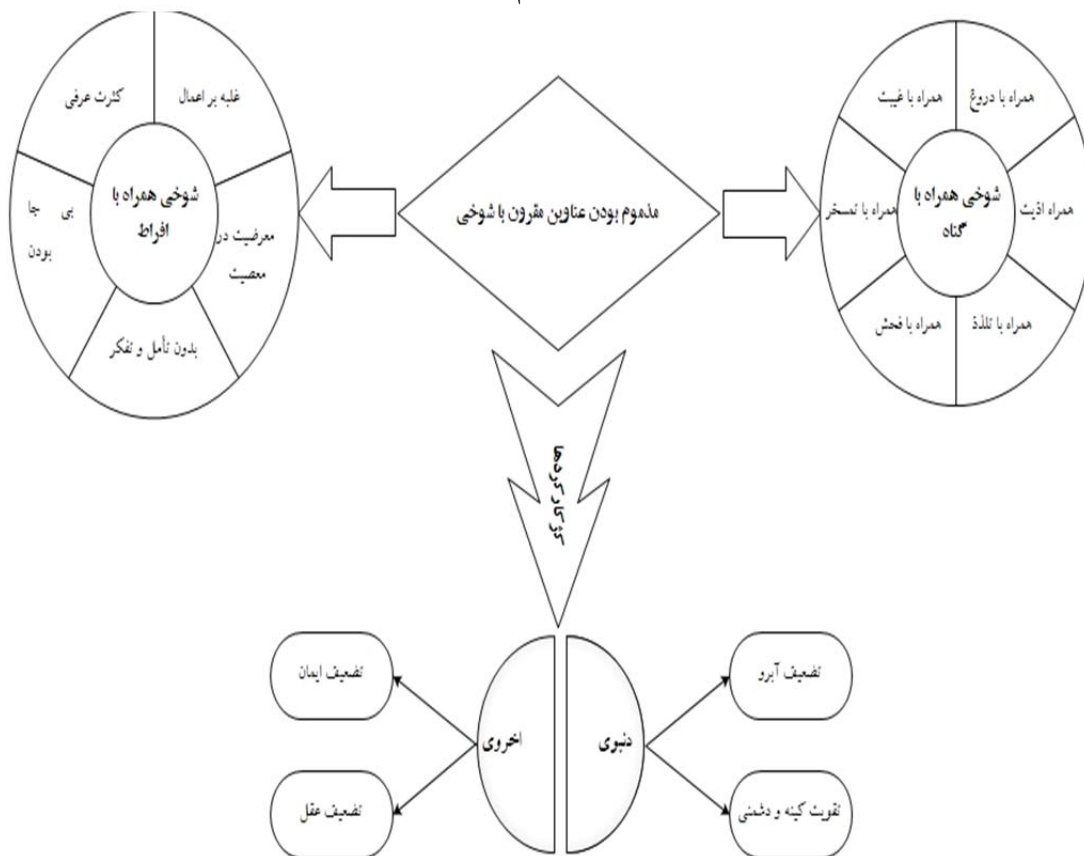 مذموم بودن عناوین مقرون با شوخی
شوخی همراه با
گناه
همراه با دروغ
همراه با غیبت
همراه اذیت
همراه با تمسخر
همراه با تلذذ
همراه با فحش
شوخی همراه با
افراط
غلبه بر اعمال
کثرت عرفی
معرضیت در
معصیت
بی جا
بودن
بدون تأمل و تفکر
کژکارکردها
دنیوی
اخروی
تضعیف آبرو
تقویت کینه و دشمنی
تضعیف ایمان
تضعیف عقل